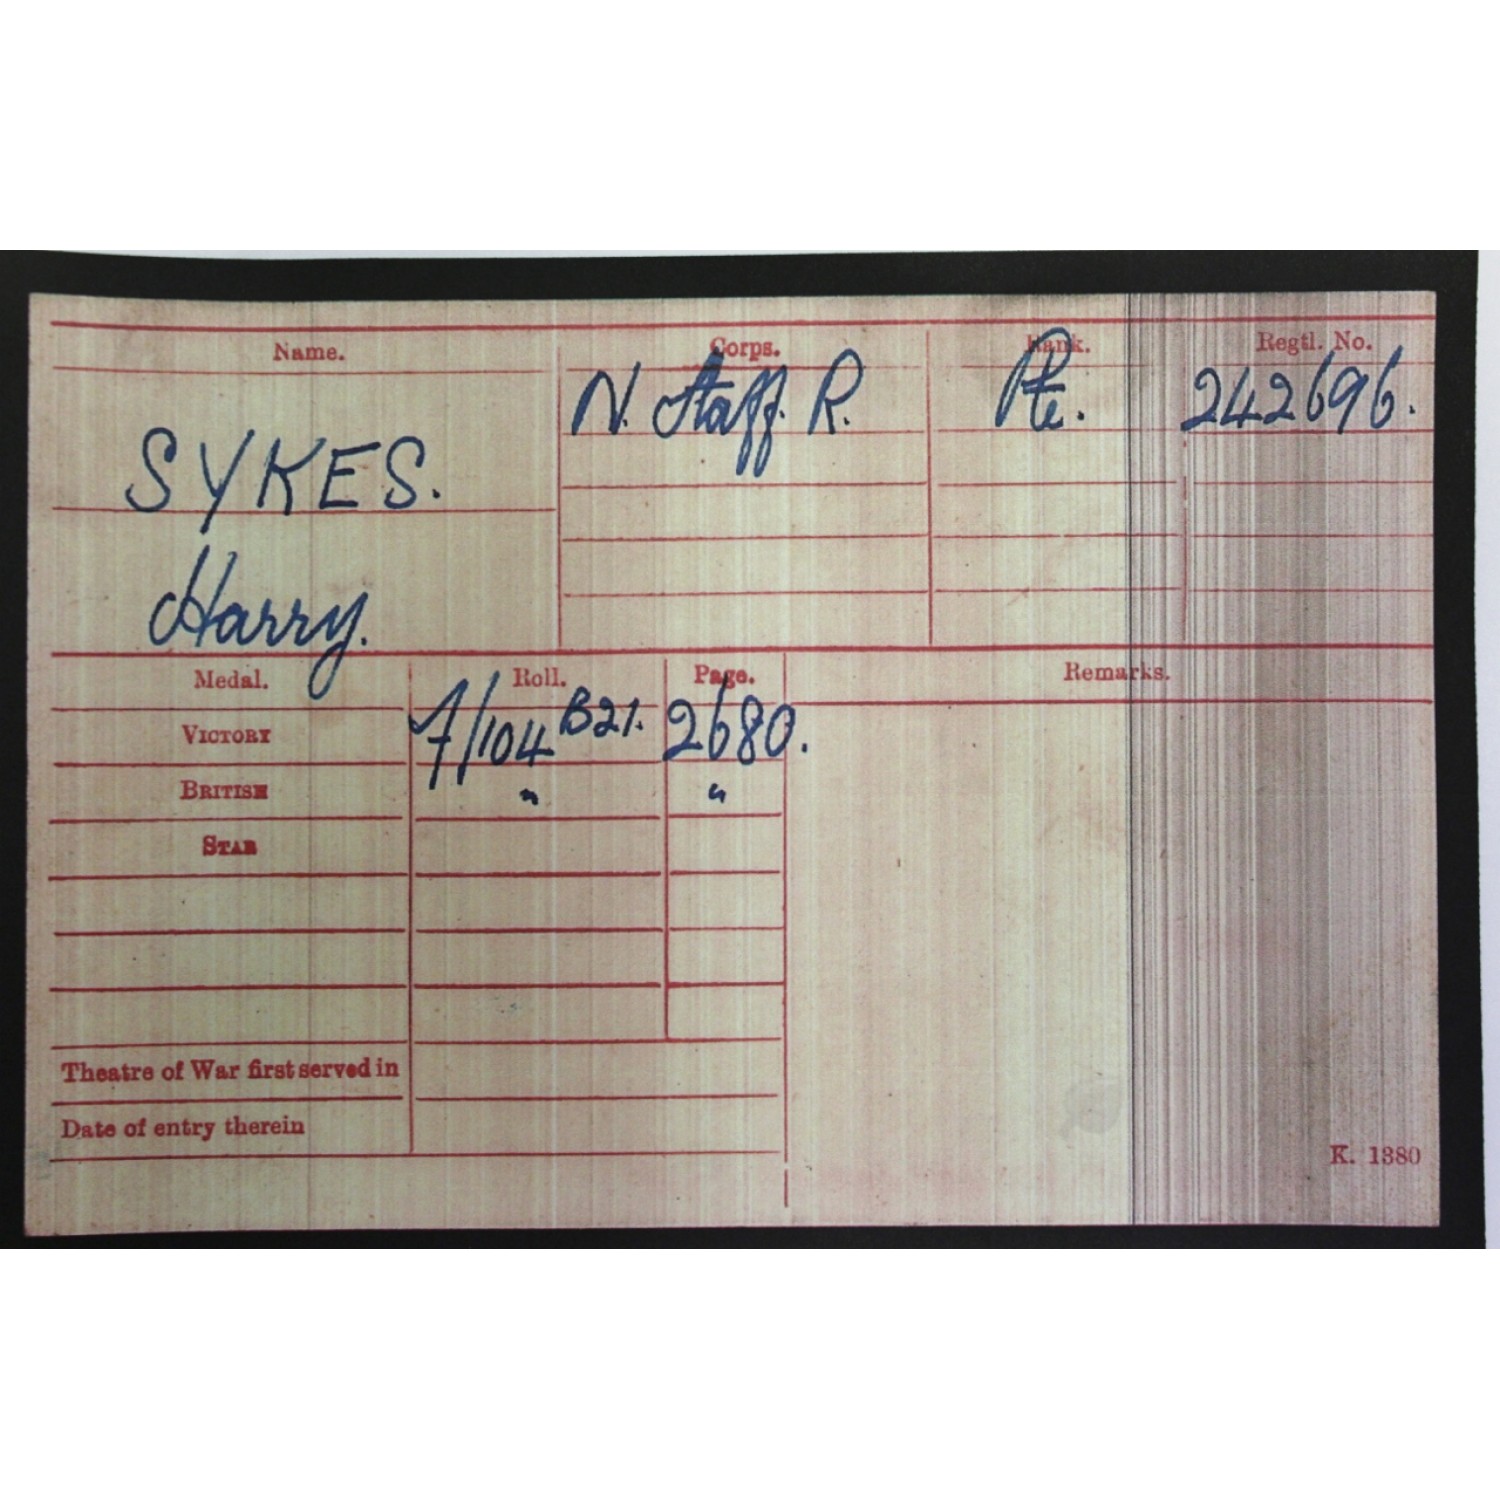 Name. Corps. Rank. Regtl. No.
N. Staff. R. Pte. 242696.
SYKES.
Harry.
Medal. Roll. Page. Remarks.
VICTORY 7/104 B21. 2680.
BRITISH " "
STAR
Theatre of War first served in
Date of entry therein
K. 1380